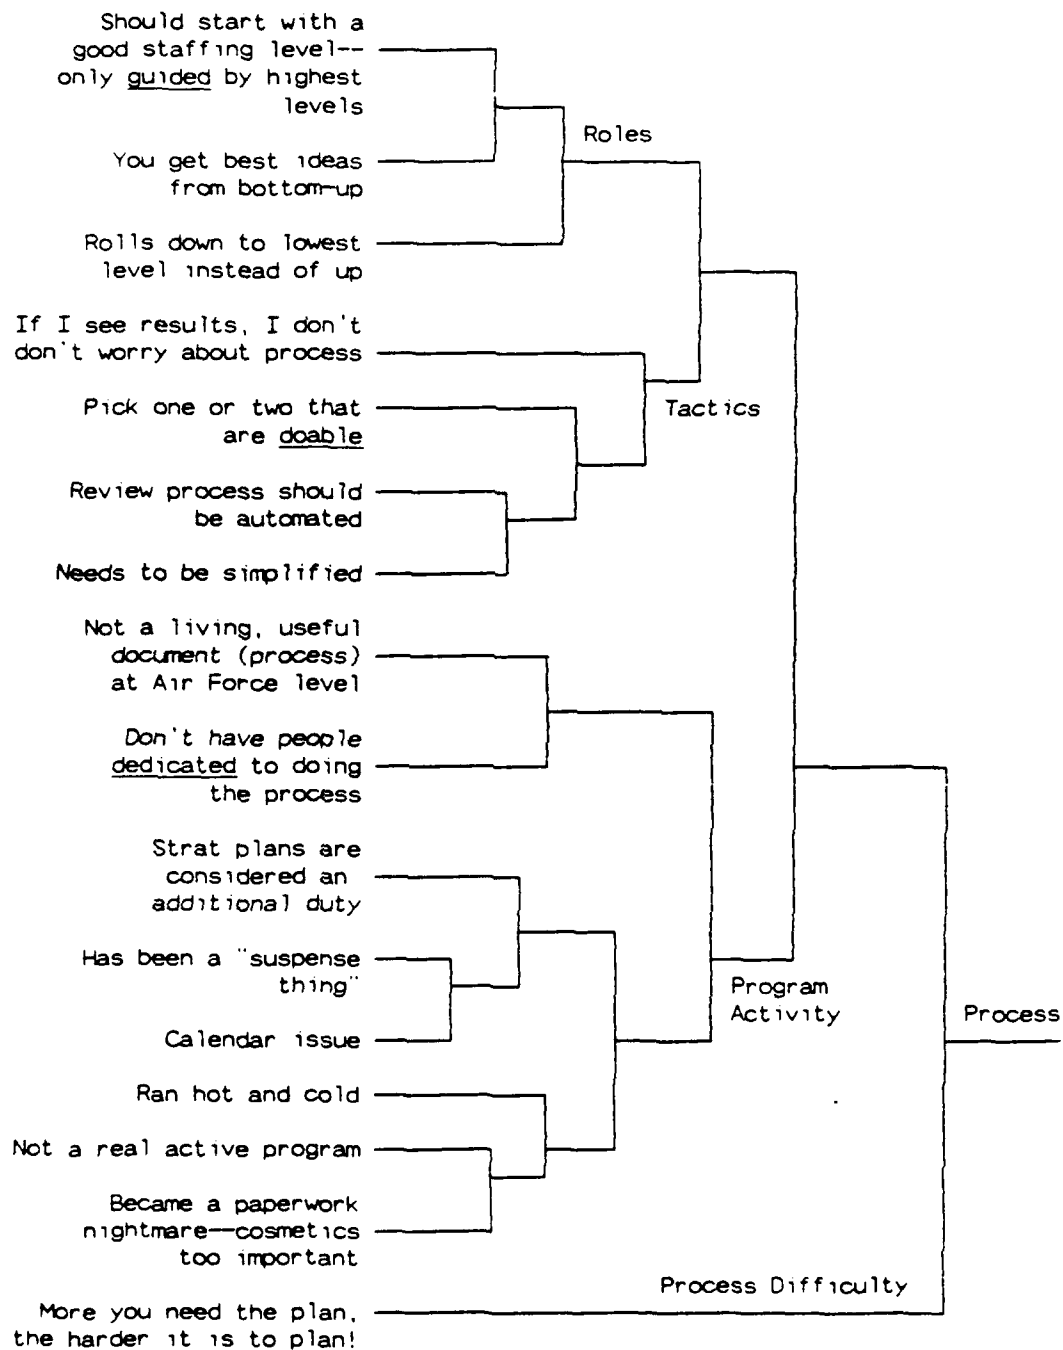 Should start with a
good staffing level--
only guided by highest
levels
Roles
You get best ideas
from bottom-up
Rolls down to lowest
level instead of up
If I see results, I don't
don't worry about process
Pick one or two that
are doable
Tactics
Review process should
be automated
Needs to be simplified
Not a living, useful
document (process)
at Air Force level
Don't have people
dedicated to doing
the process
Strat plans are
considered an
additional duty
Has been a "suspense
thing"
Program
Activity
Process
Calendar issue
Ran hot and cold
Not a real active program
Became a paperwork
nightmare—cosmetics
too important
Process Difficulty
More you need the plan,
the harder it is to plan!